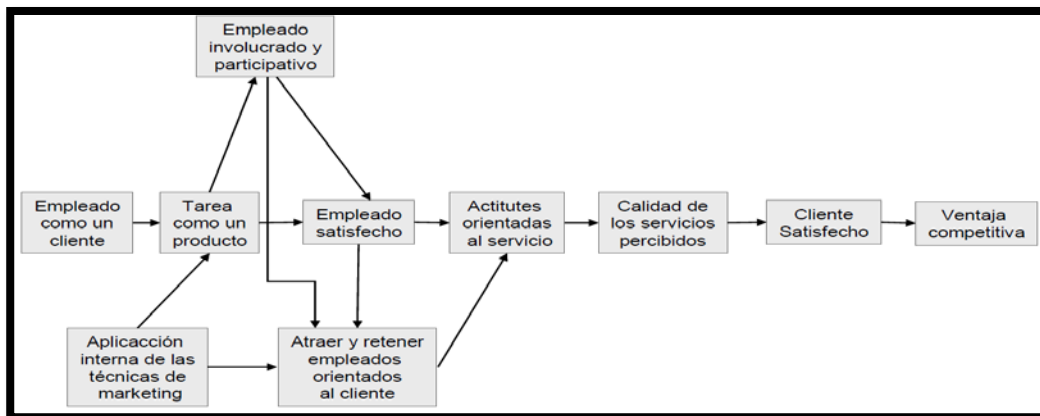 Empleado
involucrado y
participativo
Empleado
como un
cliente
Tarea
como un
producto
Empleado
satisfecho
Actitutes
orientadas
al servicio
Calidad de
los servicios
percibidos
Cliente
Satisfecho
Ventaja
competitiva
Aplicacción
interna de las
técnicas de
marketing
Atraer y retener
empleados
orientados
al cliente